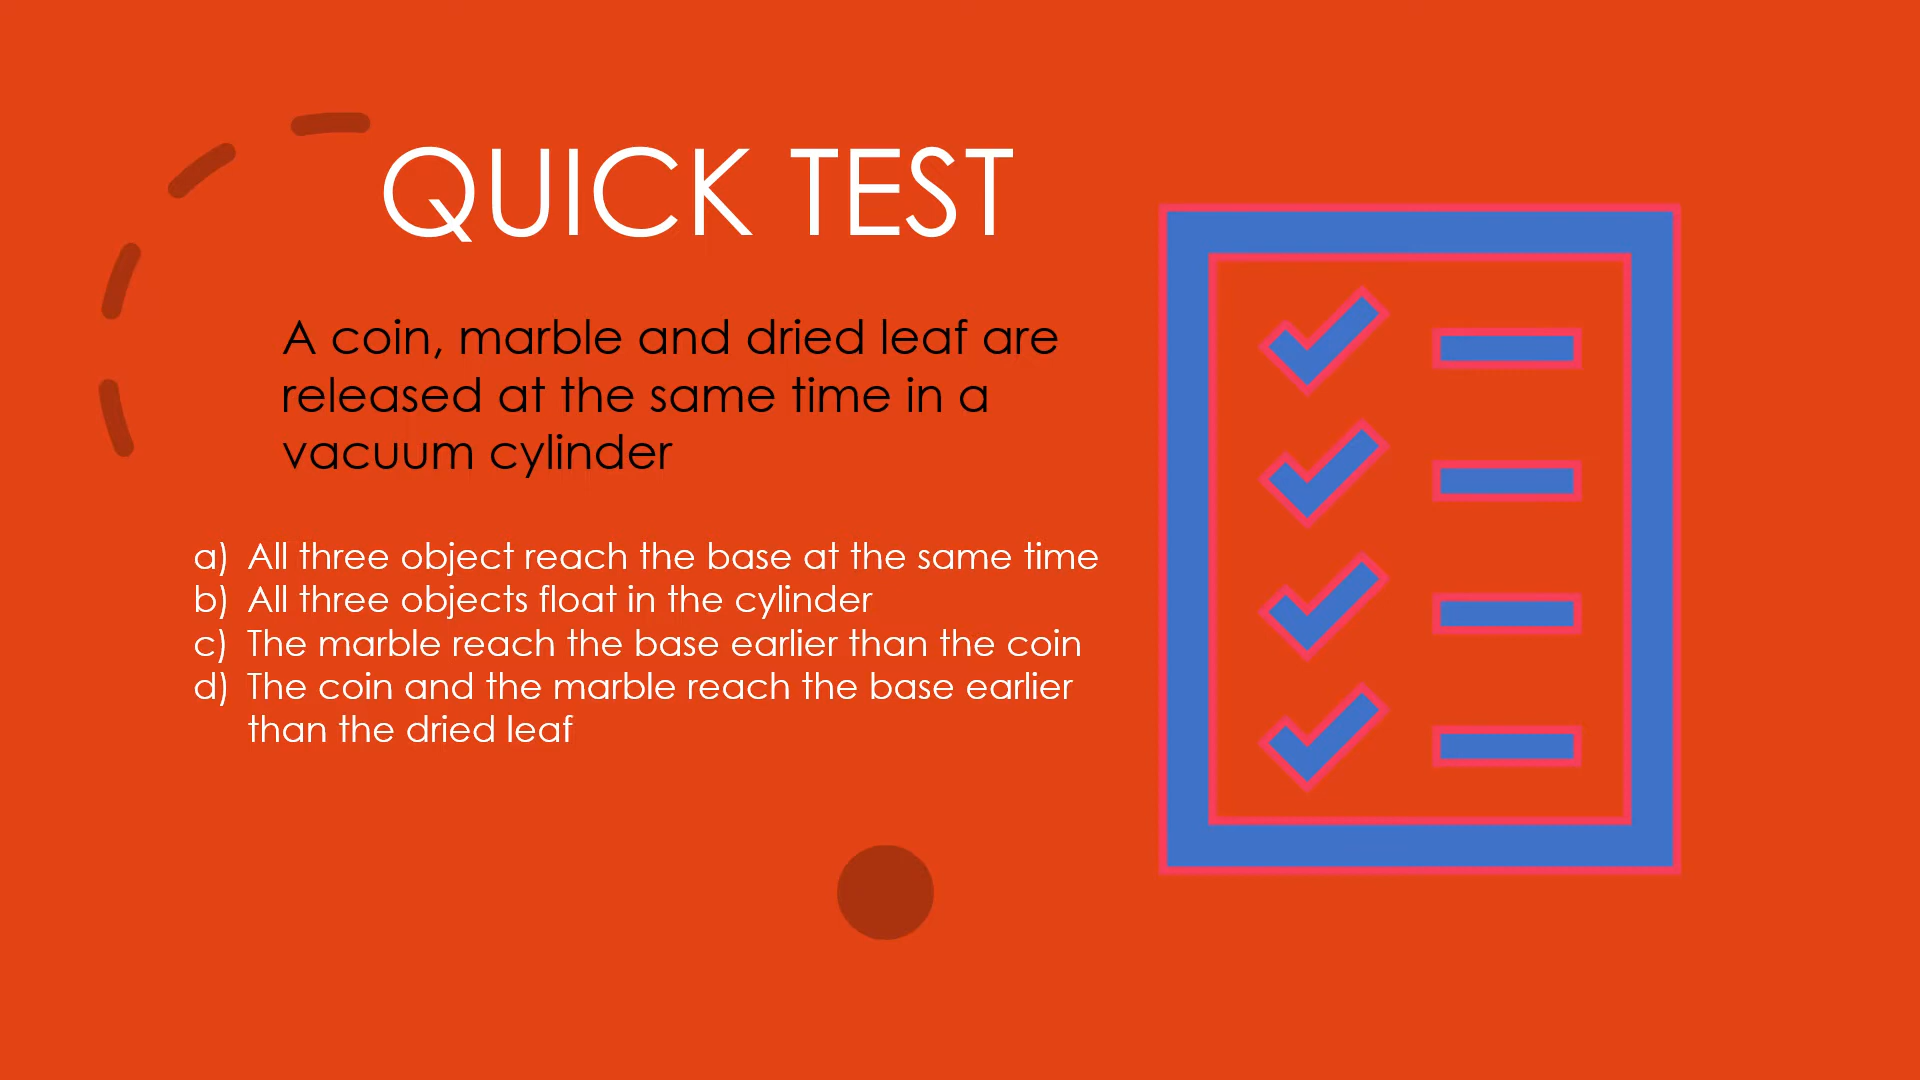 QUICK TEST
A coin, marble and dried leaf are
released at the same time in a
vacuum cylinder
a) All three object reach the base at the same time
b) All three objects float in the cylinder
c) The marble reach the base earlier than the coin
d) The coin and the marble reach the base earlier
than the dried leaf